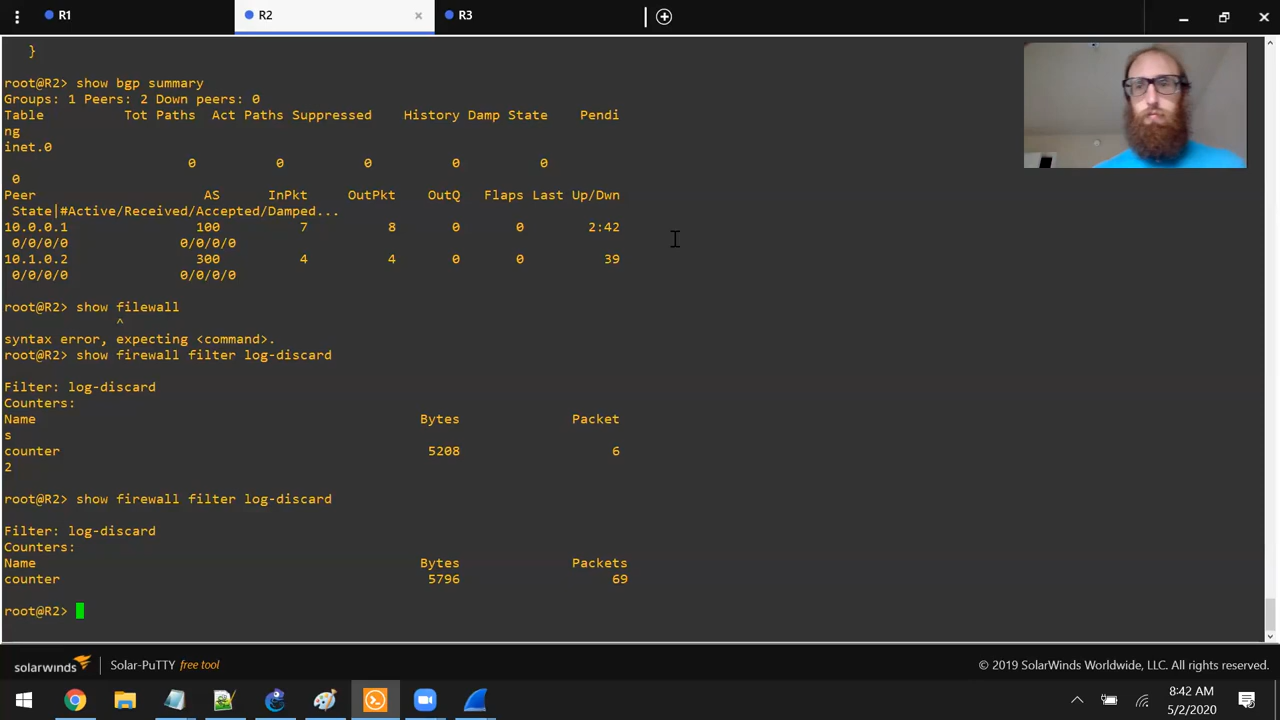 R1 R2 × R3
}
root@R2> show bgp summary
Groups: 1 Peers: 2 Down peers: 0
Table Tot Paths Act Paths Suppressed History Damp State Pendi
ng
inet.0
0 0 0 0 0
0
Peer AS InPkt OutPkt OutQ Flaps Last Up/Dwn
State|#Active/Received/Accepted/Damped...
10.0.0.1 100 7 8 0 0 2:42
0/0/0/0 0/0/0/0
10.1.0.2 300 4 4 0 0 39
0/0/0/0 0/0/0/0
root@R2> show filewall
^
syntax error, expecting <command>.
root@R2> show firewall filter log-discard
Filter: log-discard
Counters:
Name Bytes Packet
s
counter 5208 6
2
root@R2> show firewall filter log-discard
Filter: log-discard
Counters:
Name Bytes Packets
counter 5796 69
root@R2>
solarwinds Solar-PuTTY free tool © 2019 SolarWinds Worldwide, LLC. All rights reserved.
8:42 AM
5/2/2020